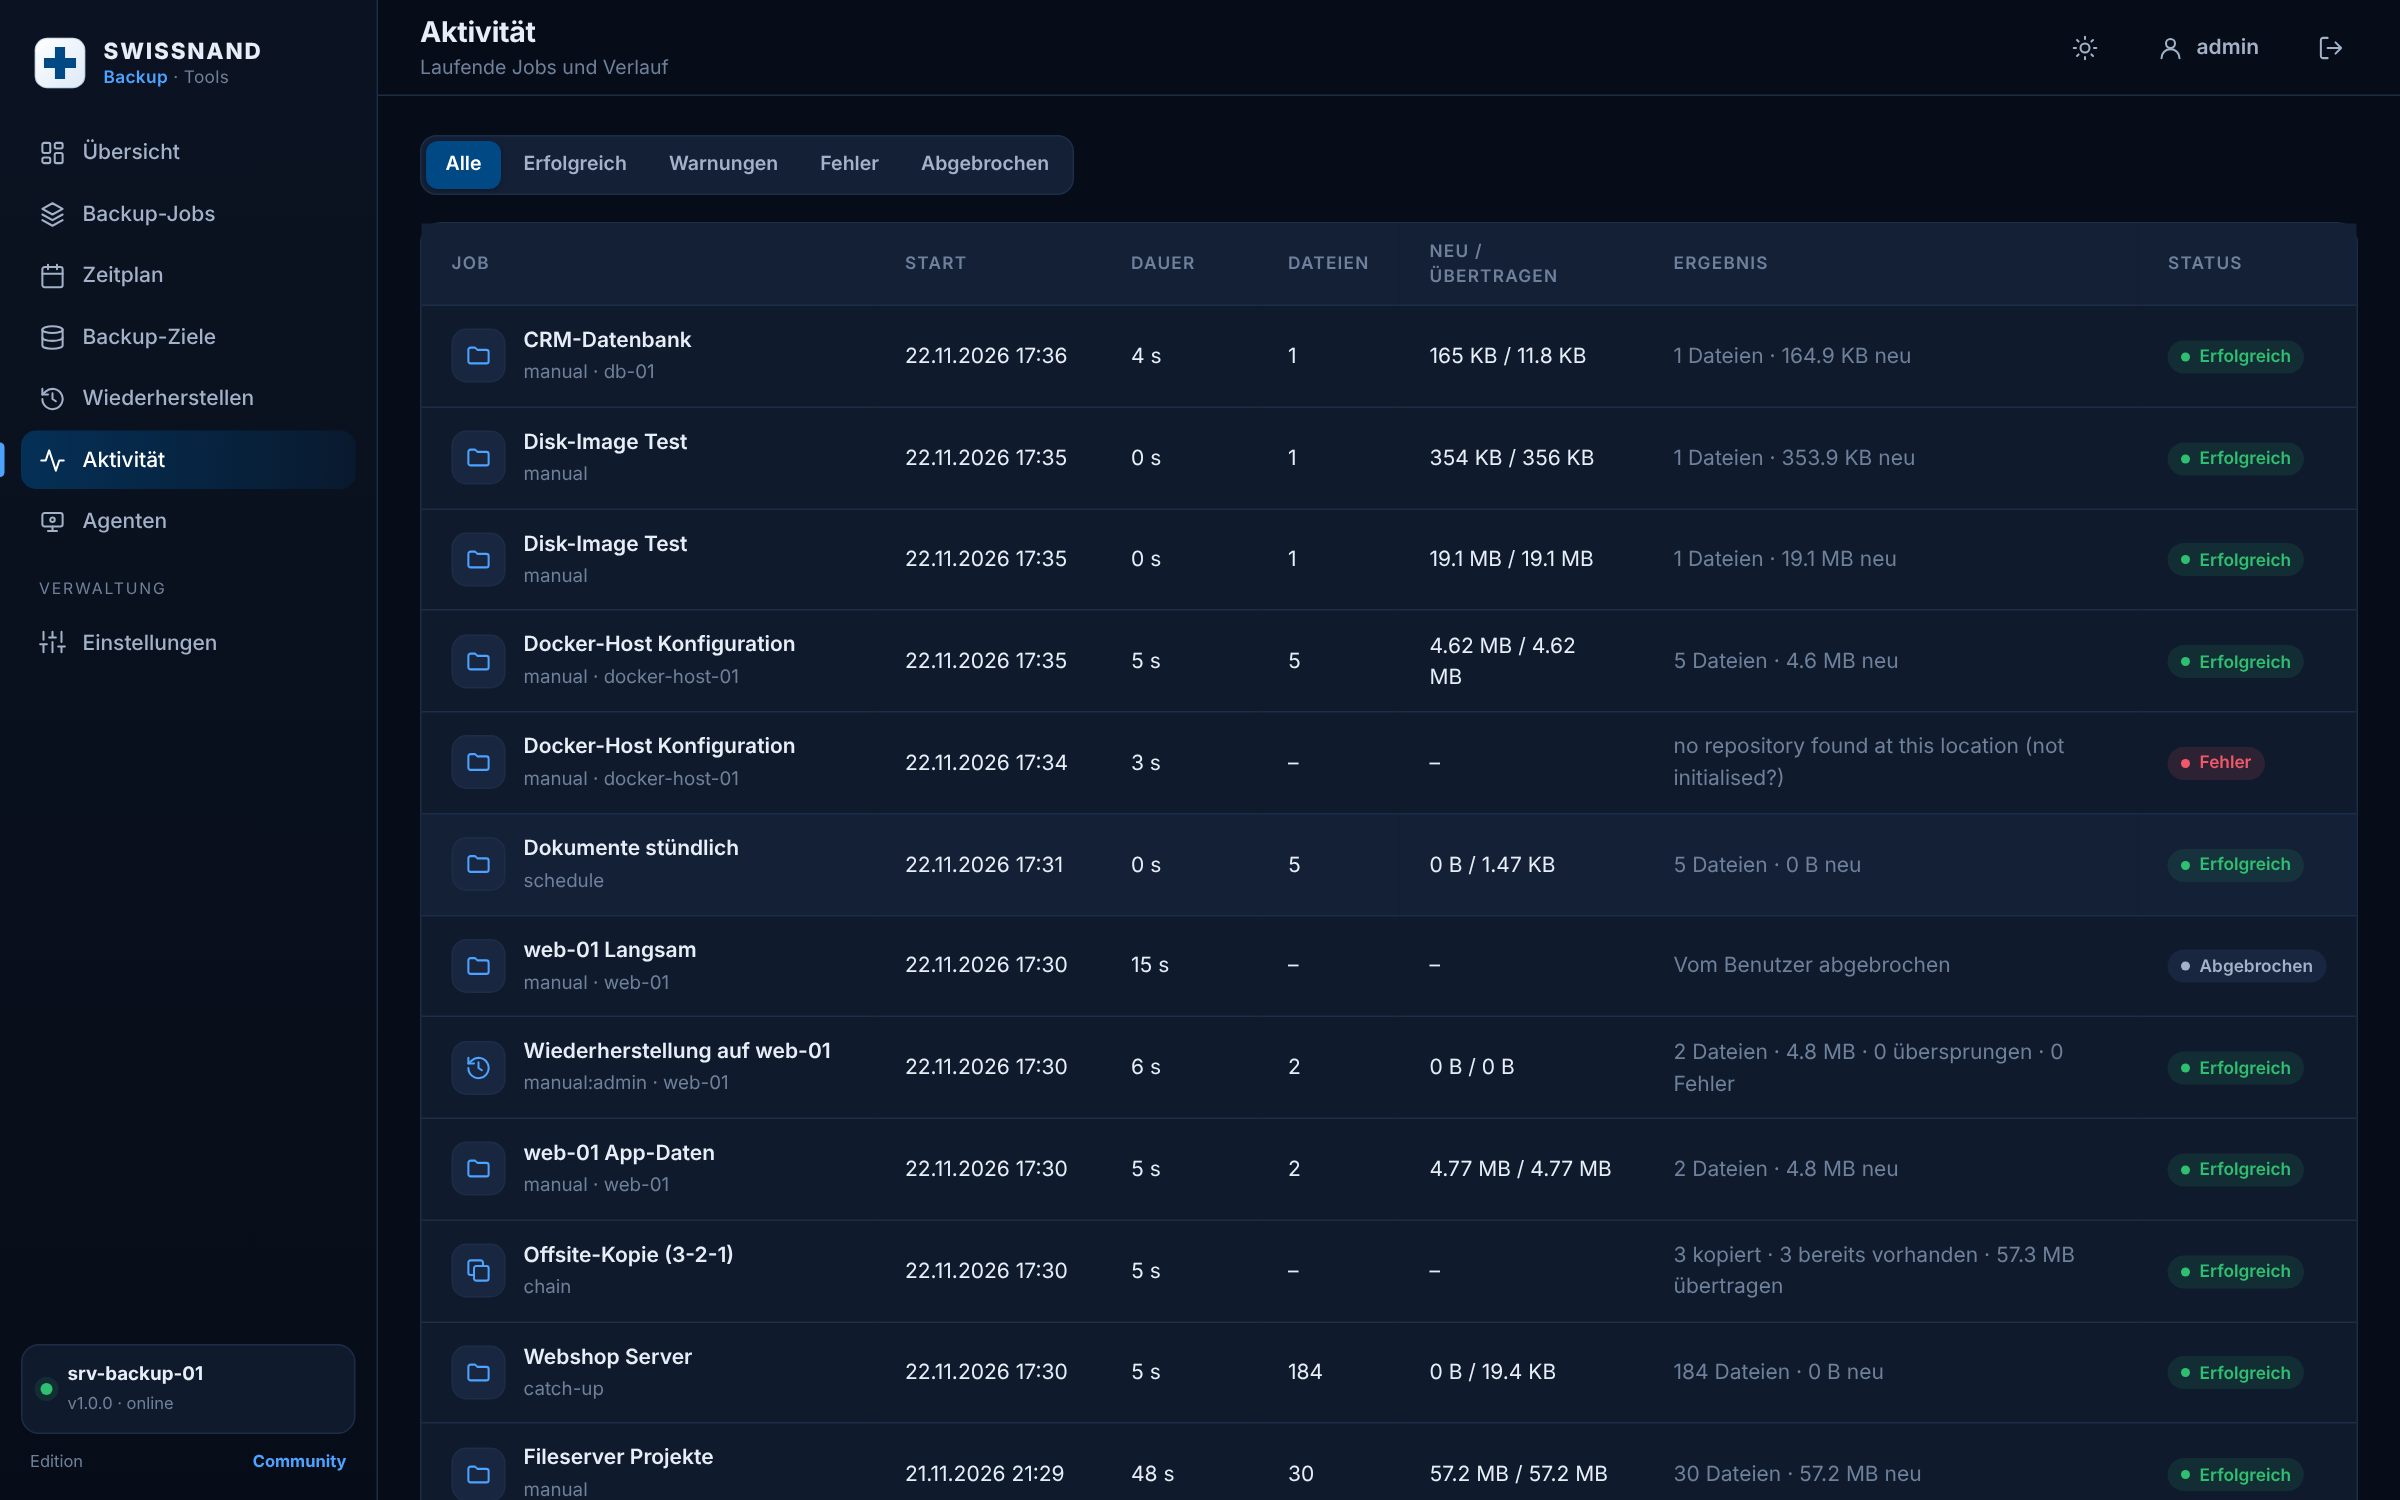 SWISSNAND
Backup · Tools
Übersicht
Backup-Jobs
Zeitplan
Backup-Ziele
Wiederherstellen
Aktivität
Agenten
VERWALTUNG
Einstellungen
srv-backup-01
v1.0.0 · online
Edition Community
Aktivität
Laufende Jobs und Verlauf
admin
Alle Erfolgreich Warnungen Fehler Abgebrochen
JOB START DAUER DATEIEN NEU / ÜBERTRAGEN ERGEBNIS STATUS
CRM-Datenbank
manual · db-01
22.11.2026 17:36 4 s 1 165 KB / 11.8 KB 1 Dateien · 164.9 KB neu Erfolgreich
Disk-Image Test
manual
22.11.2026 17:35 0 s 1 354 KB / 356 KB 1 Dateien · 353.9 KB neu Erfolgreich
Disk-Image Test
manual
22.11.2026 17:35 0 s 1 19.1 MB / 19.1 MB 1 Dateien · 19.1 MB neu Erfolgreich
Docker-Host Konfiguration
manual · docker-host-01
22.11.2026 17:35 5 s 5 4.62 MB / 4.62 MB 5 Dateien · 4.6 MB neu Erfolgreich
Docker-Host Konfiguration
manual · docker-host-01
22.11.2026 17:34 3 s – – no repository found at this location (not initialised?) Fehler
Dokumente stündlich
schedule
22.11.2026 17:31 0 s 5 0 B / 1.47 KB 5 Dateien · 0 B neu Erfolgreich
web-01 Langsam
manual · web-01
22.11.2026 17:30 15 s – – Vom Benutzer abgebrochen Abgebrochen
Wiederherstellung auf web-01
manual:admin · web-01
22.11.2026 17:30 6 s 2 0 B / 0 B 2 Dateien · 4.8 MB · 0 übersprungen · 0 Fehler Erfolgreich
web-01 App-Daten
manual · web-01
22.11.2026 17:30 5 s 2 4.77 MB / 4.77 MB 2 Dateien · 4.8 MB neu Erfolgreich
Offsite-Kopie (3-2-1)
chain
22.11.2026 17:30 5 s – – 3 kopiert · 3 bereits vorhanden · 57.3 MB übertragen Erfolgreich
Webshop Server
catch-up
22.11.2026 17:30 5 s 184 0 B / 19.4 KB 184 Dateien · 0 B neu Erfolgreich
Fileserver Projekte
manual
21.11.2026 21:29 48 s 30 57.2 MB / 57.2 MB 30 Dateien · 57.2 MB neu Erfolgreich